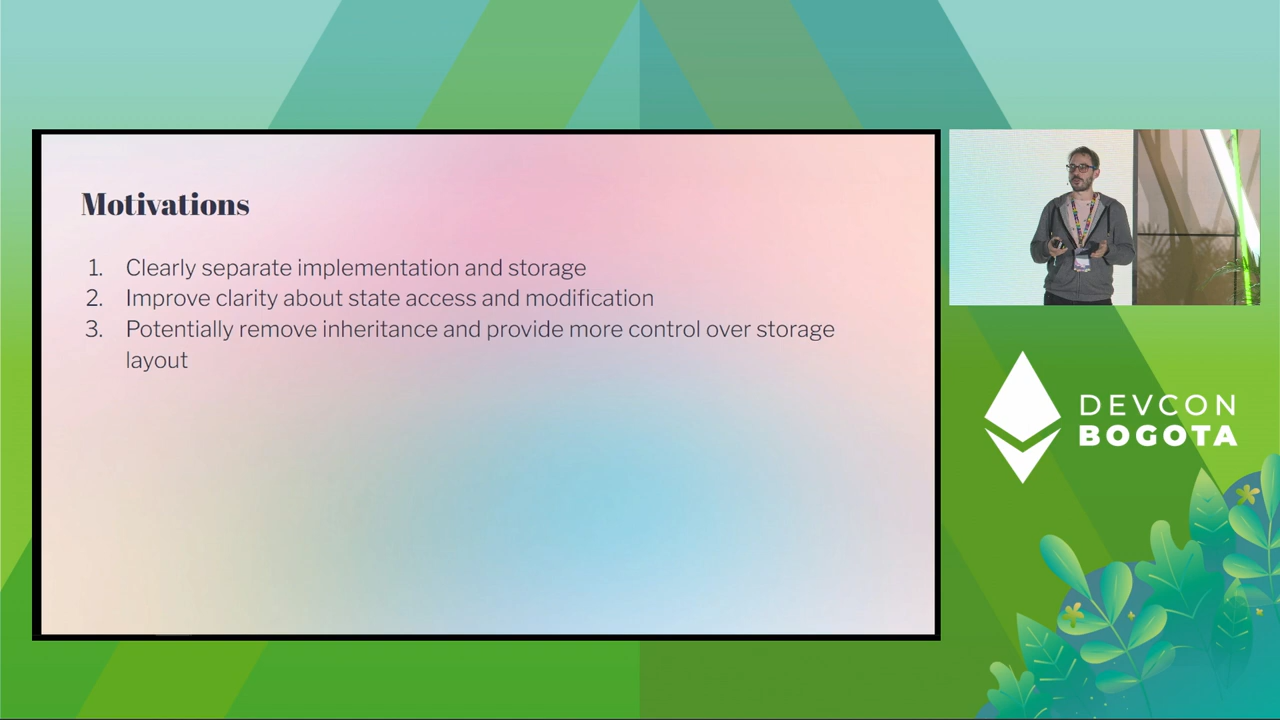 Motivations
1. Clearly separate implementation and storage
2. Improve clarity about state access and modification
3. Potentially remove inheritance and provide more control over storage
layout
DEVCON
BOGOTA